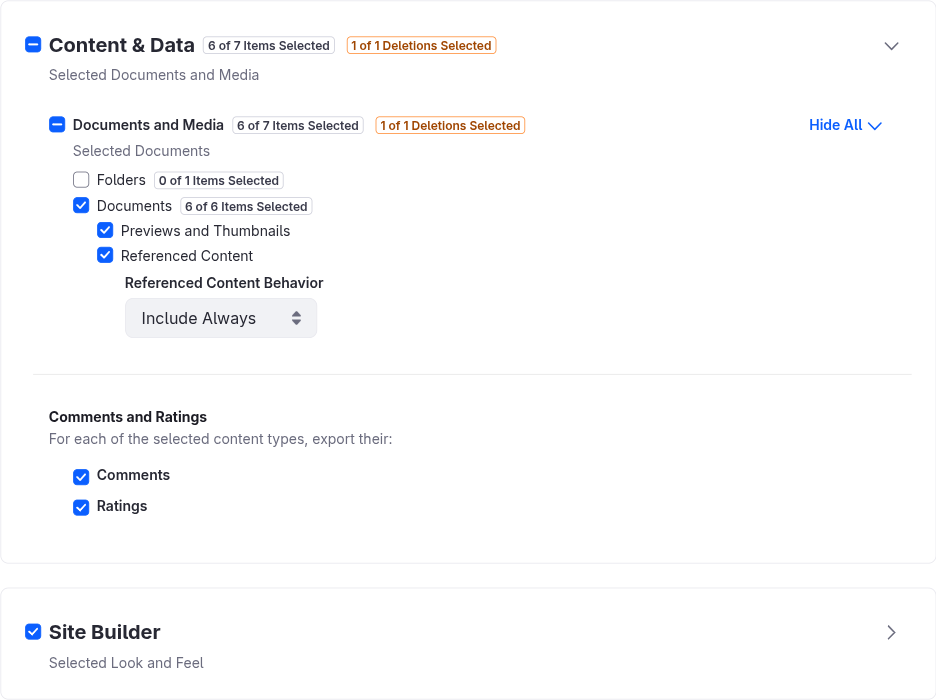 Content & Data 6 of 7 Items Selected 1 of 1 Deletions Selected
Selected Documents and Media
Documents and Media 6 of 7 Items Selected 1 of 1 Deletions Selected Hide All
Selected Documents
Folders 0 of 1 Items Selected
Documents 6 of 6 Items Selected
Previews and Thumbnails
Referenced Content
Referenced Content Behavior
Include Always
Comments and Ratings
For each of the selected content types, export their:
Comments
Ratings
Site Builder
Selected Look and Feel